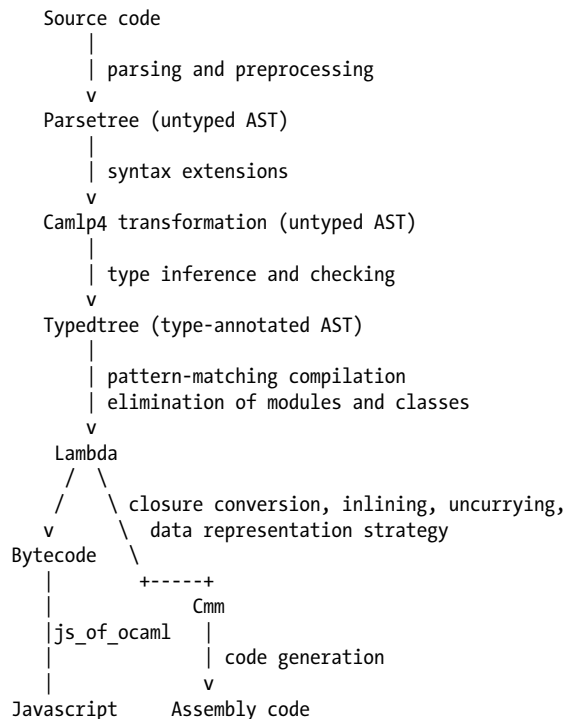 Source code
|
| parsing and preprocessing
v
Parsetree (untyped AST)
|
| syntax extensions
v
Camlp4 transformation (untyped AST)
|
| type inference and checking
v
Typedtree (type-annotated AST)
|
| pattern-matching compilation
| elimination of modules and classes
v
Lambda
/ \
/ \ closure conversion, inlining, uncurrying,
v \ data representation strategy
Bytecode \
| +-----+
| Cmm
|js_of_ocaml |
| | code generation
| v
Javascript Assembly code